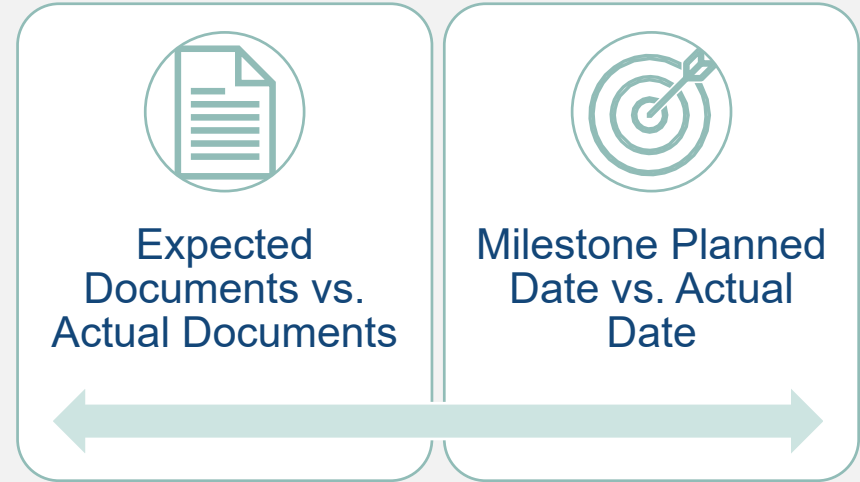 Expected
Documents vs.
Actual Documents
Milestone Planned
Date vs. Actual
Date